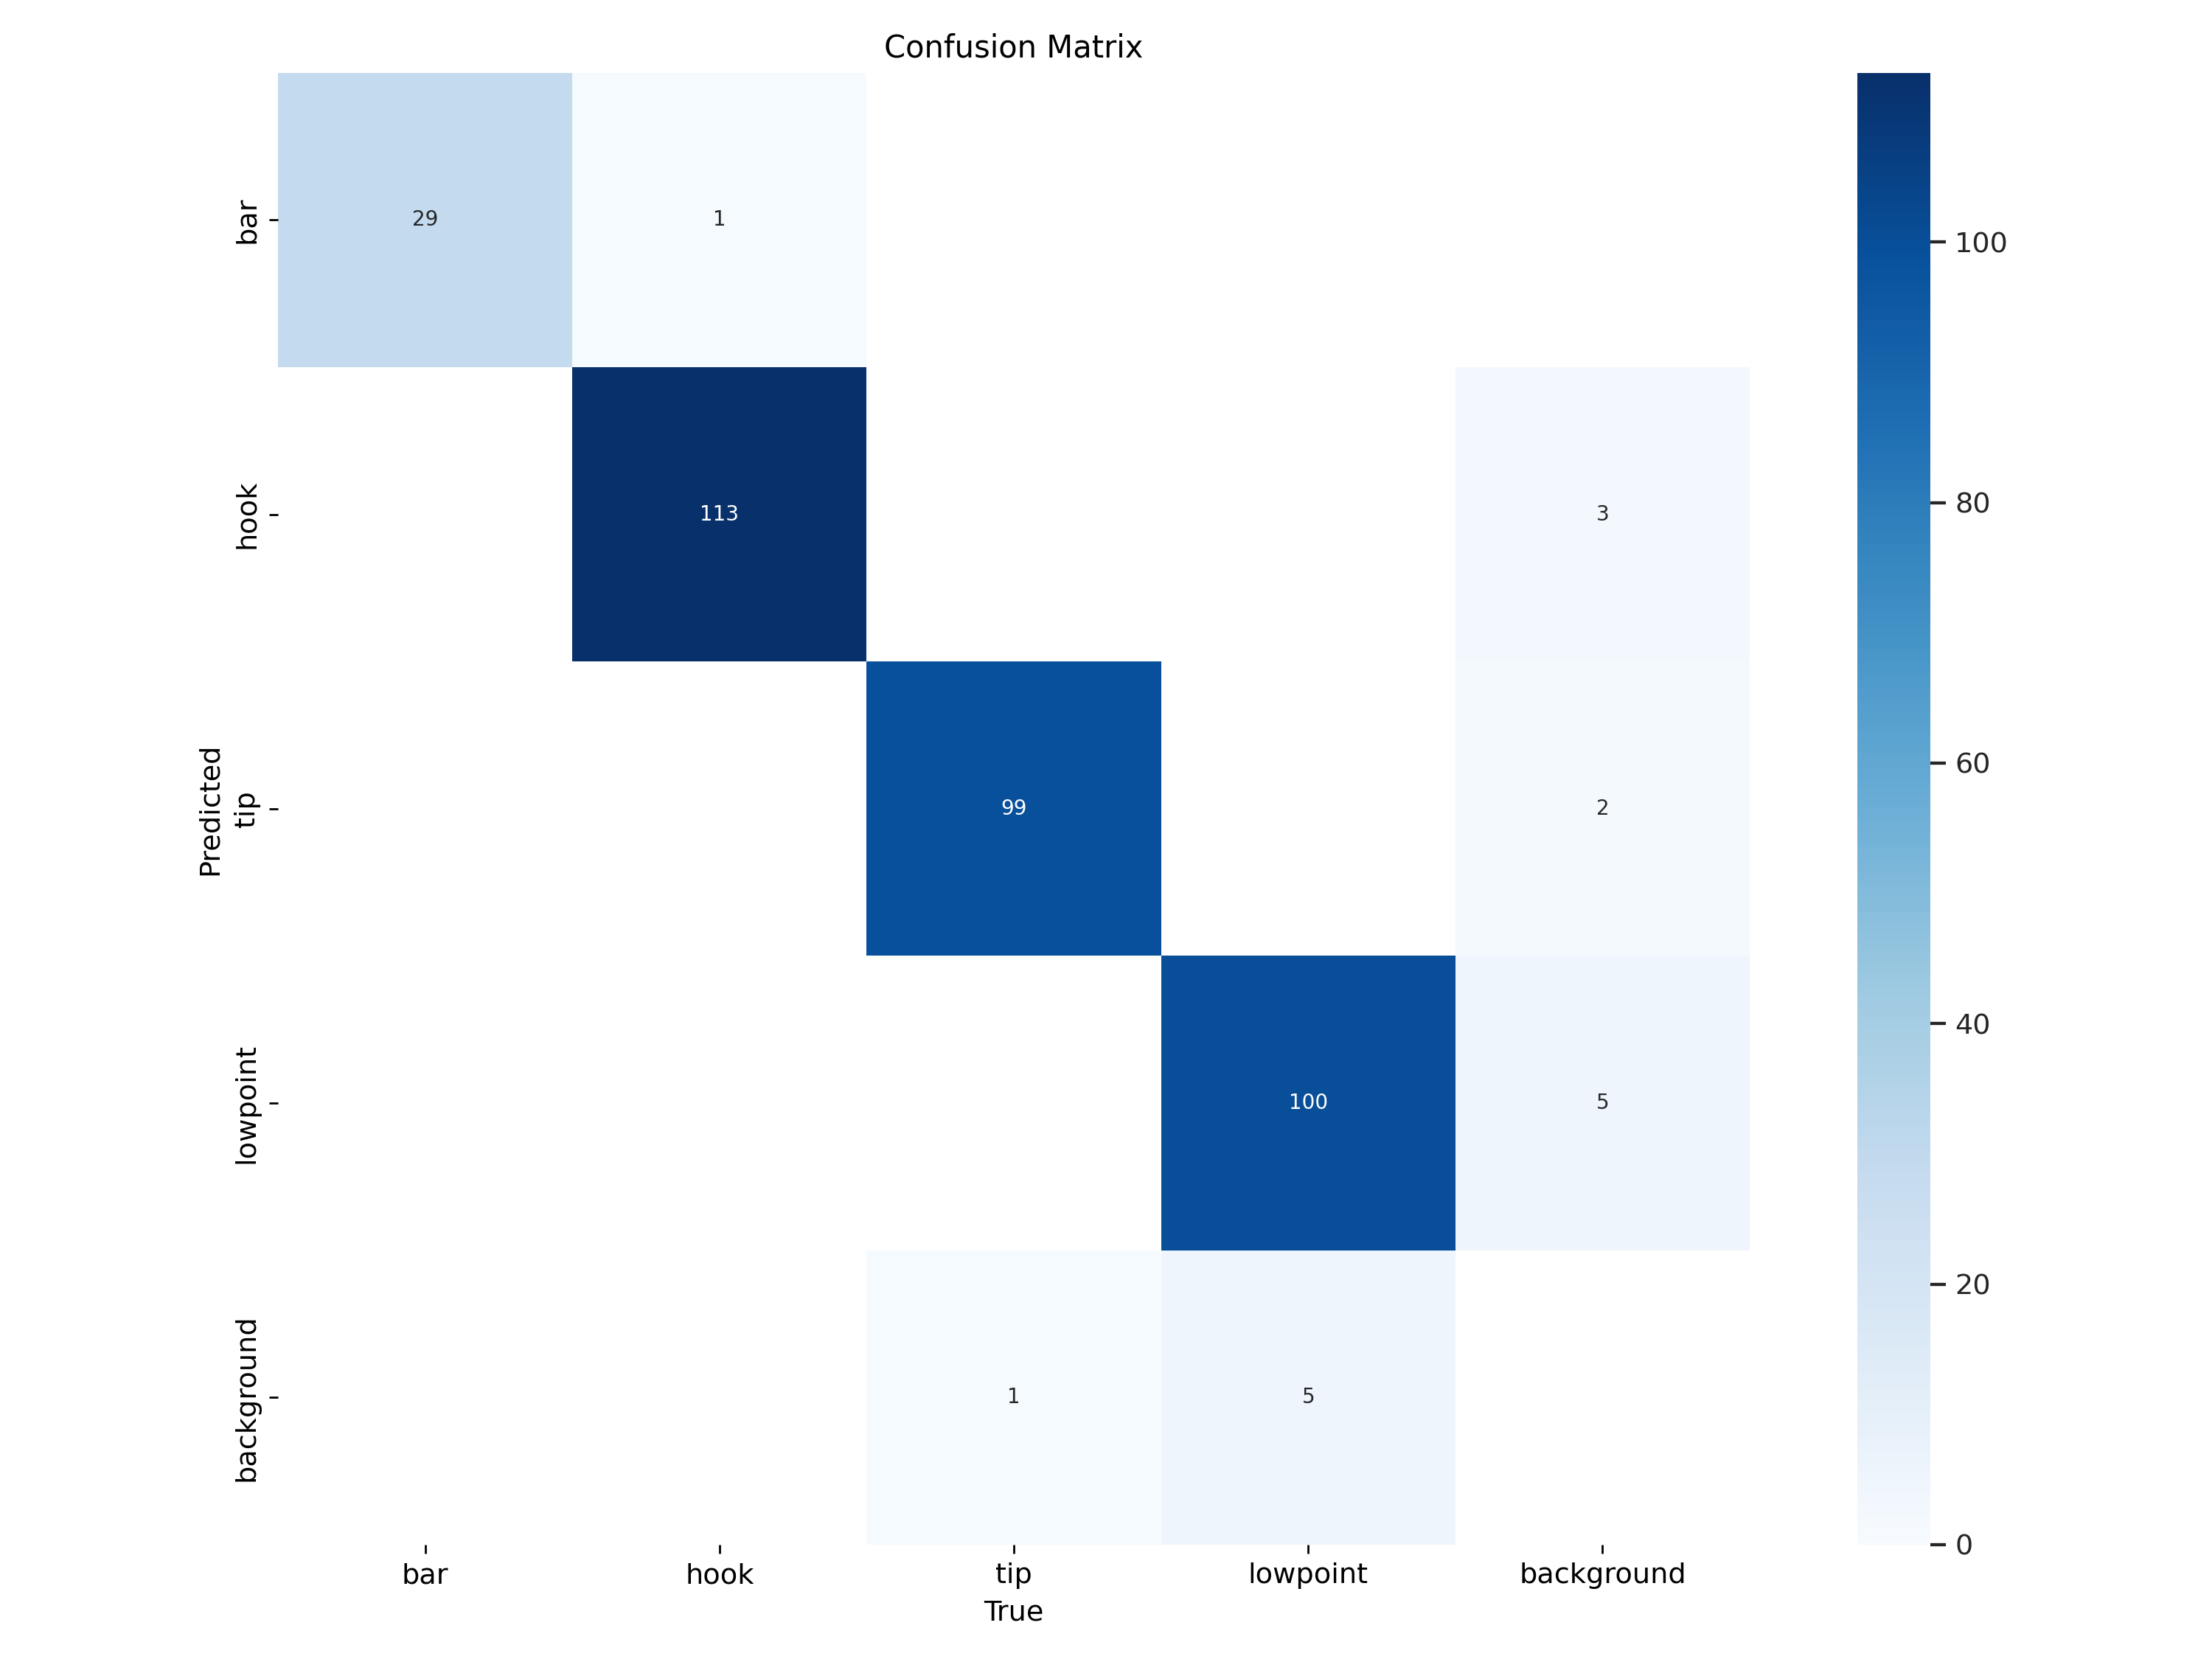 Confusion Matrix
bar
29
1
hook
113
3
Predicted
tip
99
2
lowpoint
100
5
background
1
5
bar
hook
tip
lowpoint
background
True
100
80
60
40
20
0